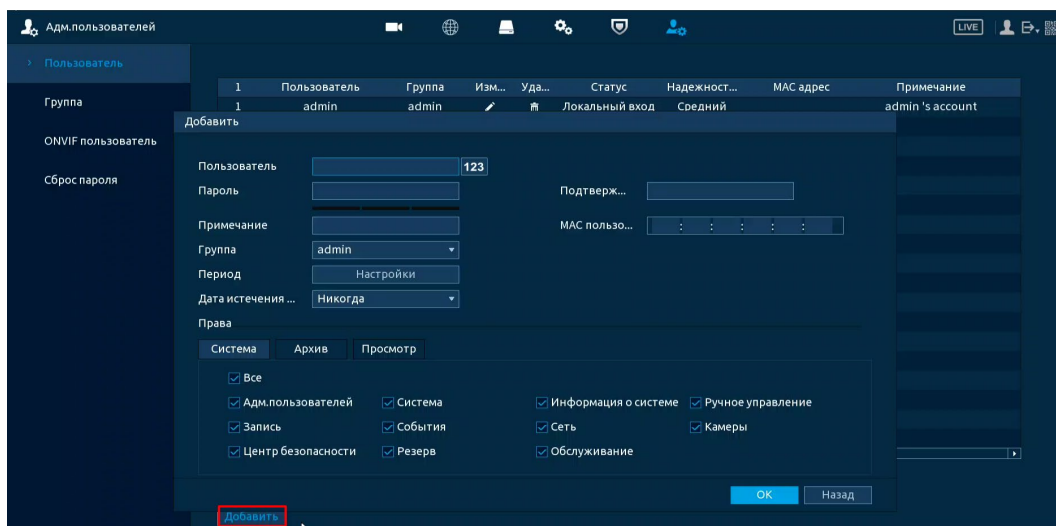 Адм.пользователей
LIVE
Пользователь
Группа
ONVIF пользователь
Сброс пароля
1 Пользователь Группа Изм... Уда... Статус Надежност... MAC адрес Примечание
1 admin admin Локальный вход Средний admin 's account
Добавить
Пользователь 123
Пароль Подтверж...
Примечание MAC пользо... : : : : :
Группа admin
Период Настройки
Дата истечения ... Никогда
Права
Система Архив Просмотр
Все
Адм.пользователей Система Информация о системе Ручное управление
Запись События Сеть Камеры
Центр безопасности Резерв Обслуживание
OK Назад
Добавить